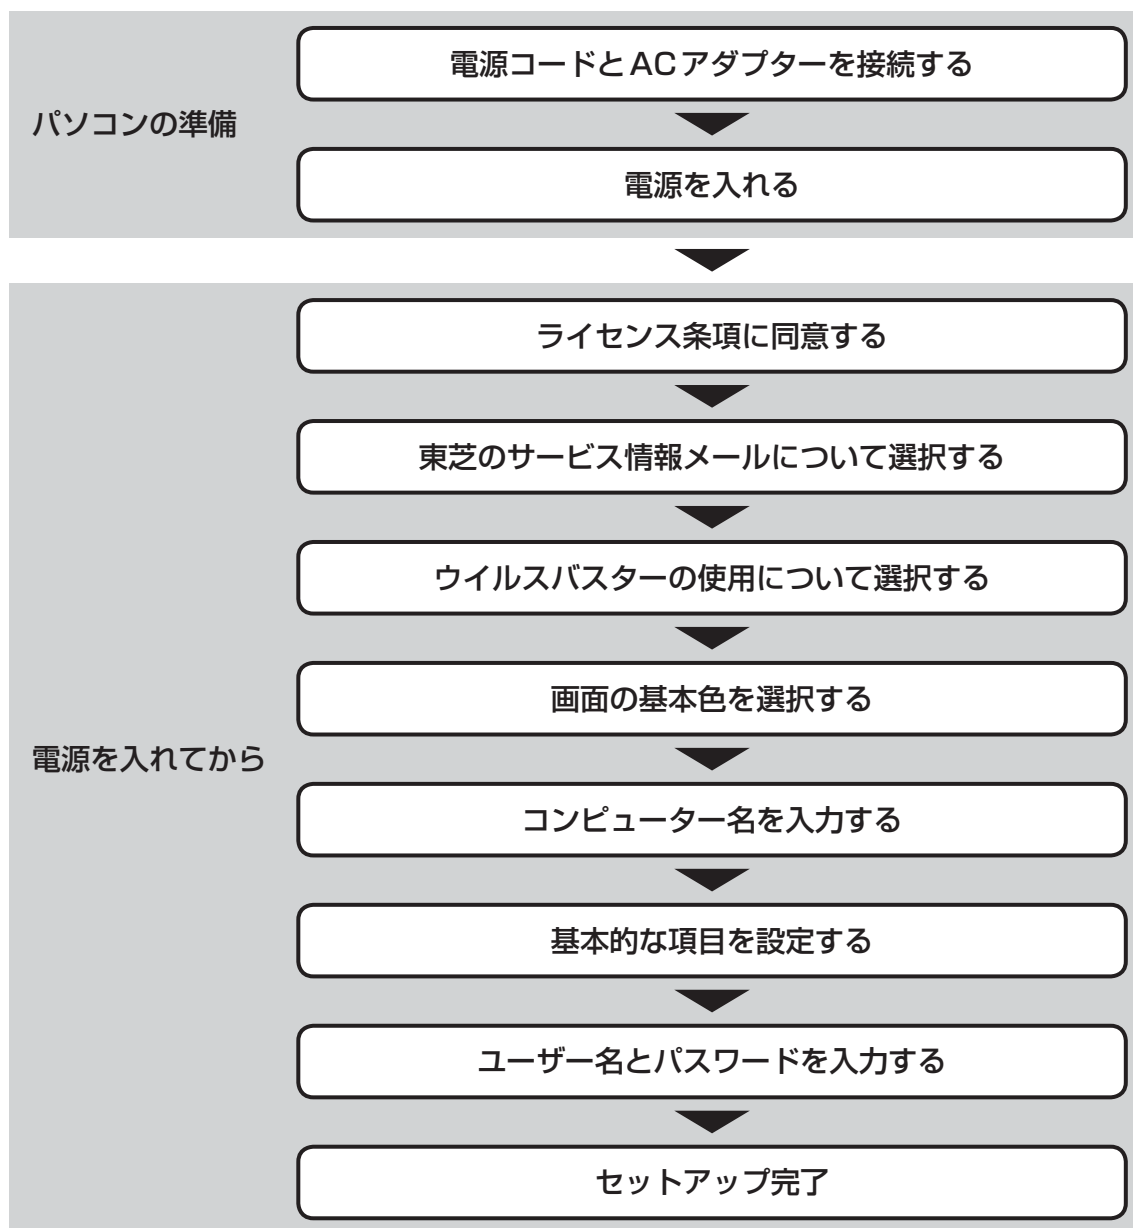 パソコンの準備
電源コードとACアダプターを接続する
電源を入れる
電源を入れてから
ライセンス条項に同意する
東芝のサービス情報メールについて選択する
ウイルスバスターの使用について選択する
画面の基本色を選択する
コンピューター名を入力する
基本的な項目を設定する
ユーザー名とパスワードを入力する
セットアップ完了